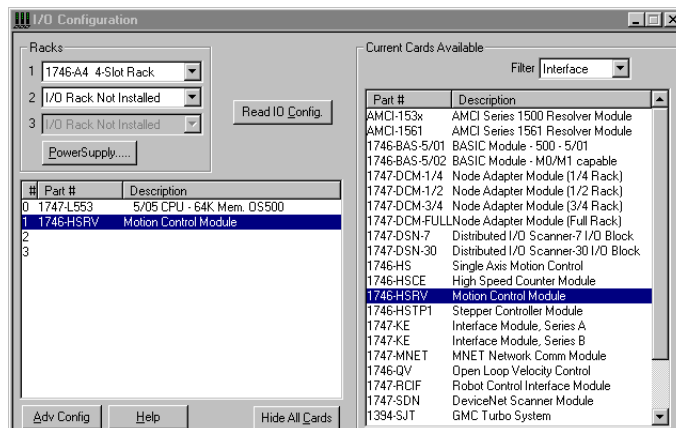 I/O Configuration
Racks
1 1746-A4 4-Slot Rack
2 I/O Rack Not Installed
3 I/O Rack Not Installed
PowerSupply.....
Read IO Config.
# Part # Description
0 1747-L553 5/05 CPU - 64K Mem. OS500
1 1746-HSRV Motion Control Module
2
3
Adv Config Help Hide All Cards
Current Cards Available
Filter Interface
Part # Description
AMCI-153x AMCI Series 1500 Resolver Module
AMCI-1561 AMCI Series 1561 Resolver Module
1746-BAS-5/01 BASIC Module - 500 - 5/01
1746-BAS-5/02 BASIC Module - M0/M1 capable
1747-DCM-1/4 Node Adapter Module (1/4 Rack)
1747-DCM-1/2 Node Adapter Module (1/2 Rack)
1747-DCM-3/4 Node Adapter Module (3/4 Rack)
1747-DCM-FULL Node Adapter Module (Full Rack)
1747-DSN-7 Distributed I/O Scanner-7 I/O Block
1747-DSN-30 Distributed I/O Scanner-30 I/O Block
1746-HS Single Axis Motion Control
1746-HSCE High Speed Counter Module
1746-HSRV Motion Control Module
1746-HSTP1 Stepper Controller Module
1747-KE Interface Module, Series A
1747-KE Interface Module, Series B
1747-MNET MNET Network Comm Module
1746-QV Open Loop Velocity Control
1747-RCIF Robot Control Interface Module
1747-SDN DeviceNet Scanner Module
1394-SJT GMC Turbo System